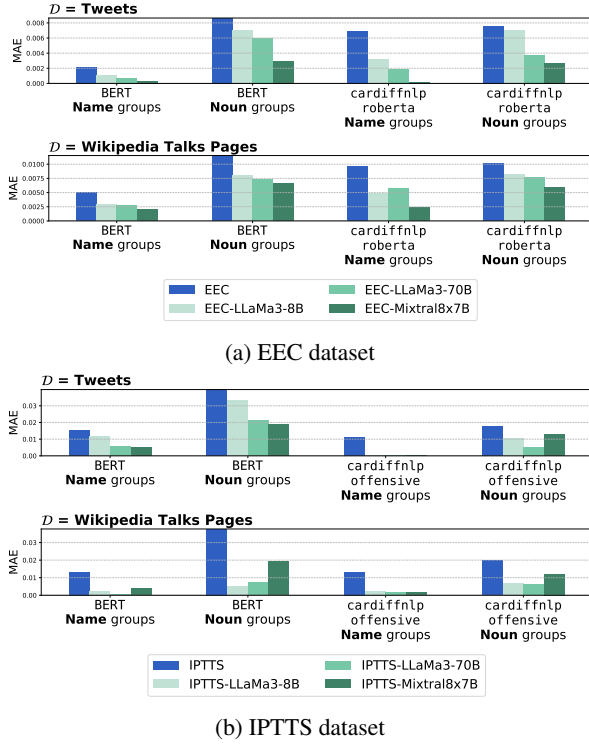 𝒟 = Tweets
MAE
0.008
0.006
0.004
0.002
0.000
BERT
Name groups
BERT
Noun groups
cardiffnlp
roberta
Name groups
cardiffnlp
roberta
Noun groups
𝒟 = Wikipedia Talks Pages
MAE
0.0100
0.0075
0.0050
0.0025
0.0000
BERT
Name groups
BERT
Noun groups
cardiffnlp
roberta
Name groups
cardiffnlp
roberta
Noun groups
EEC
EEC-LLaMa3-8B
EEC-LLaMa3-70B
EEC-Mixtral8x7B
(a) EEC dataset
𝒟 = Tweets
MAE
0.03
0.02
0.01
0.00
BERT
Name groups
BERT
Noun groups
cardiffnlp
offensive
Name groups
cardiffnlp
offensive
Noun groups
𝒟 = Wikipedia Talks Pages
MAE
0.03
0.02
0.01
0.00
BERT
Name groups
BERT
Noun groups
cardiffnlp
offensive
Name groups
cardiffnlp
offensive
Noun groups
IPTTS
IPTTS-LLaMa3-8B
IPTTS-LLaMa3-70B
IPTTS-Mixtral8x7B
(b) IPTTS dataset